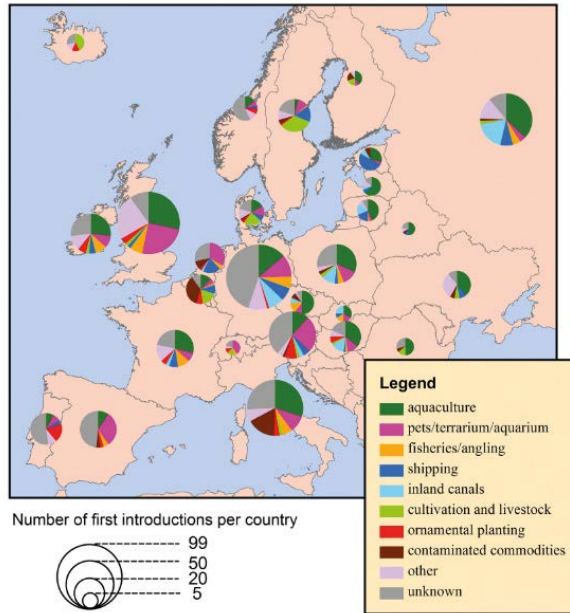 Legend
aquaculture
pets/terrarium/aquarium
fisheries/angling
shipping
inland canals
cultivation and livestock
ornamental planting
contaminated commodities
other
unknown
Number of first introductions per country
99
50
20
5